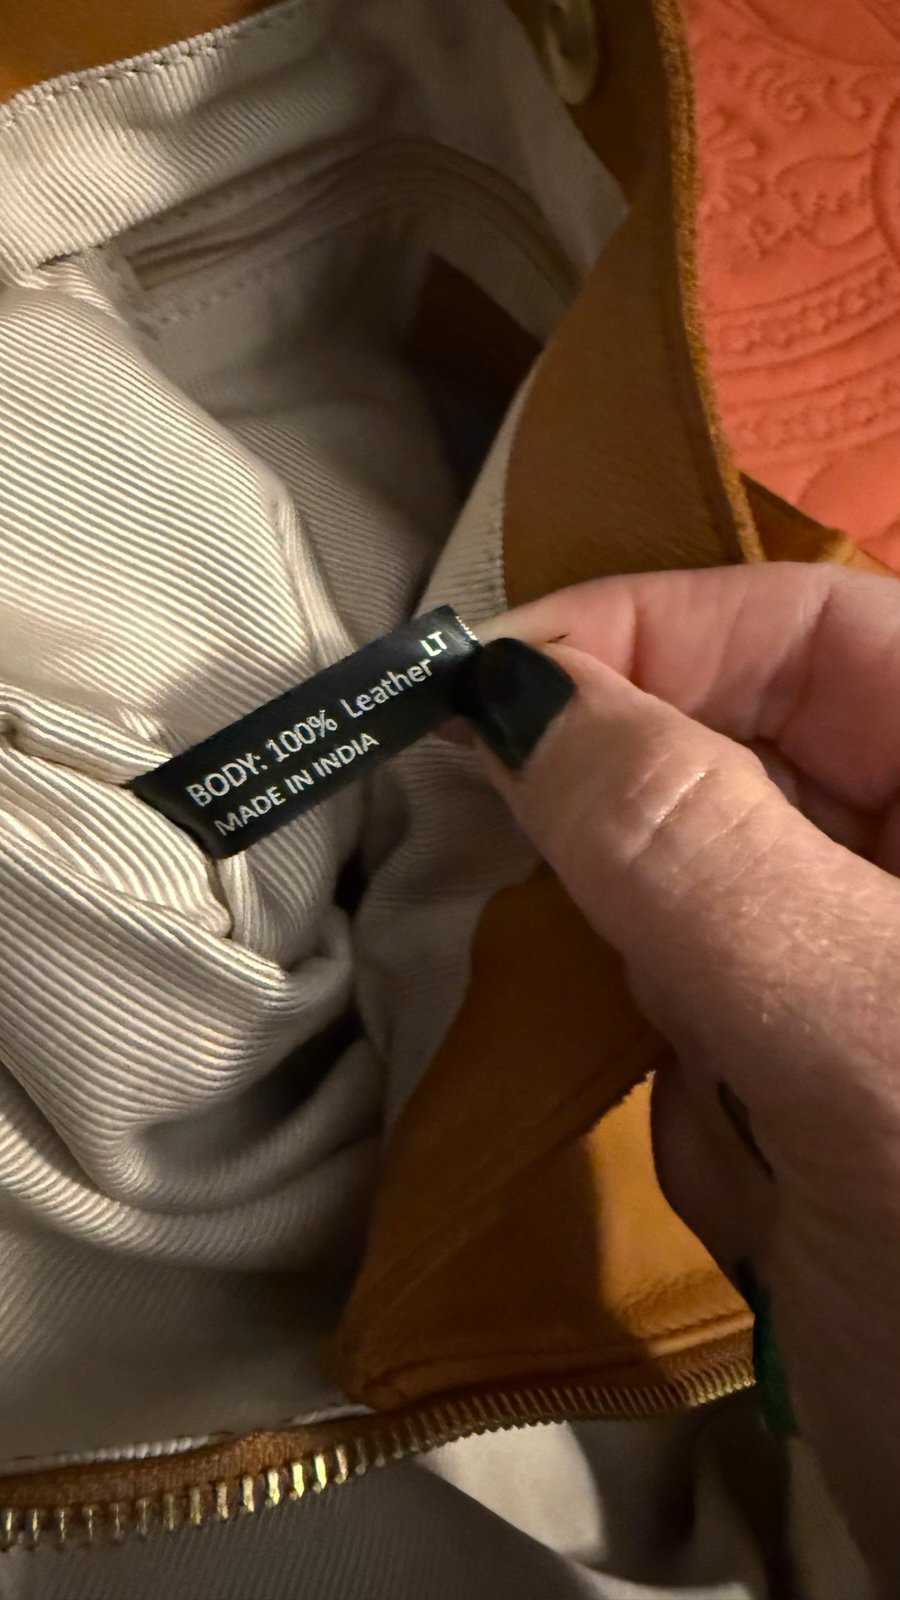 LT
BODY: 100% Leather
MADE IN INDIA